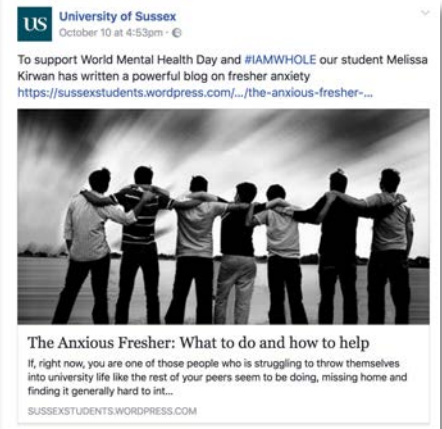 US
University of Sussex
October 10 at 4:53pm ·
To support World Mental Health Day and #IAMWHOLE our student Melissa
Kirwan has written a powerful blog on fresher anxiety
https://sussexstudents.wordpress.com/.../the-anxious-fresher-...
The Anxious Fresher: What to do and how to help
If, right now, you are one of those people who is struggling to throw themselves
into university life like the rest of your peers seem to be doing, missing home and
finding it generally hard to int...
SUSSEXSTUDENTS.WORDPRESS.COM